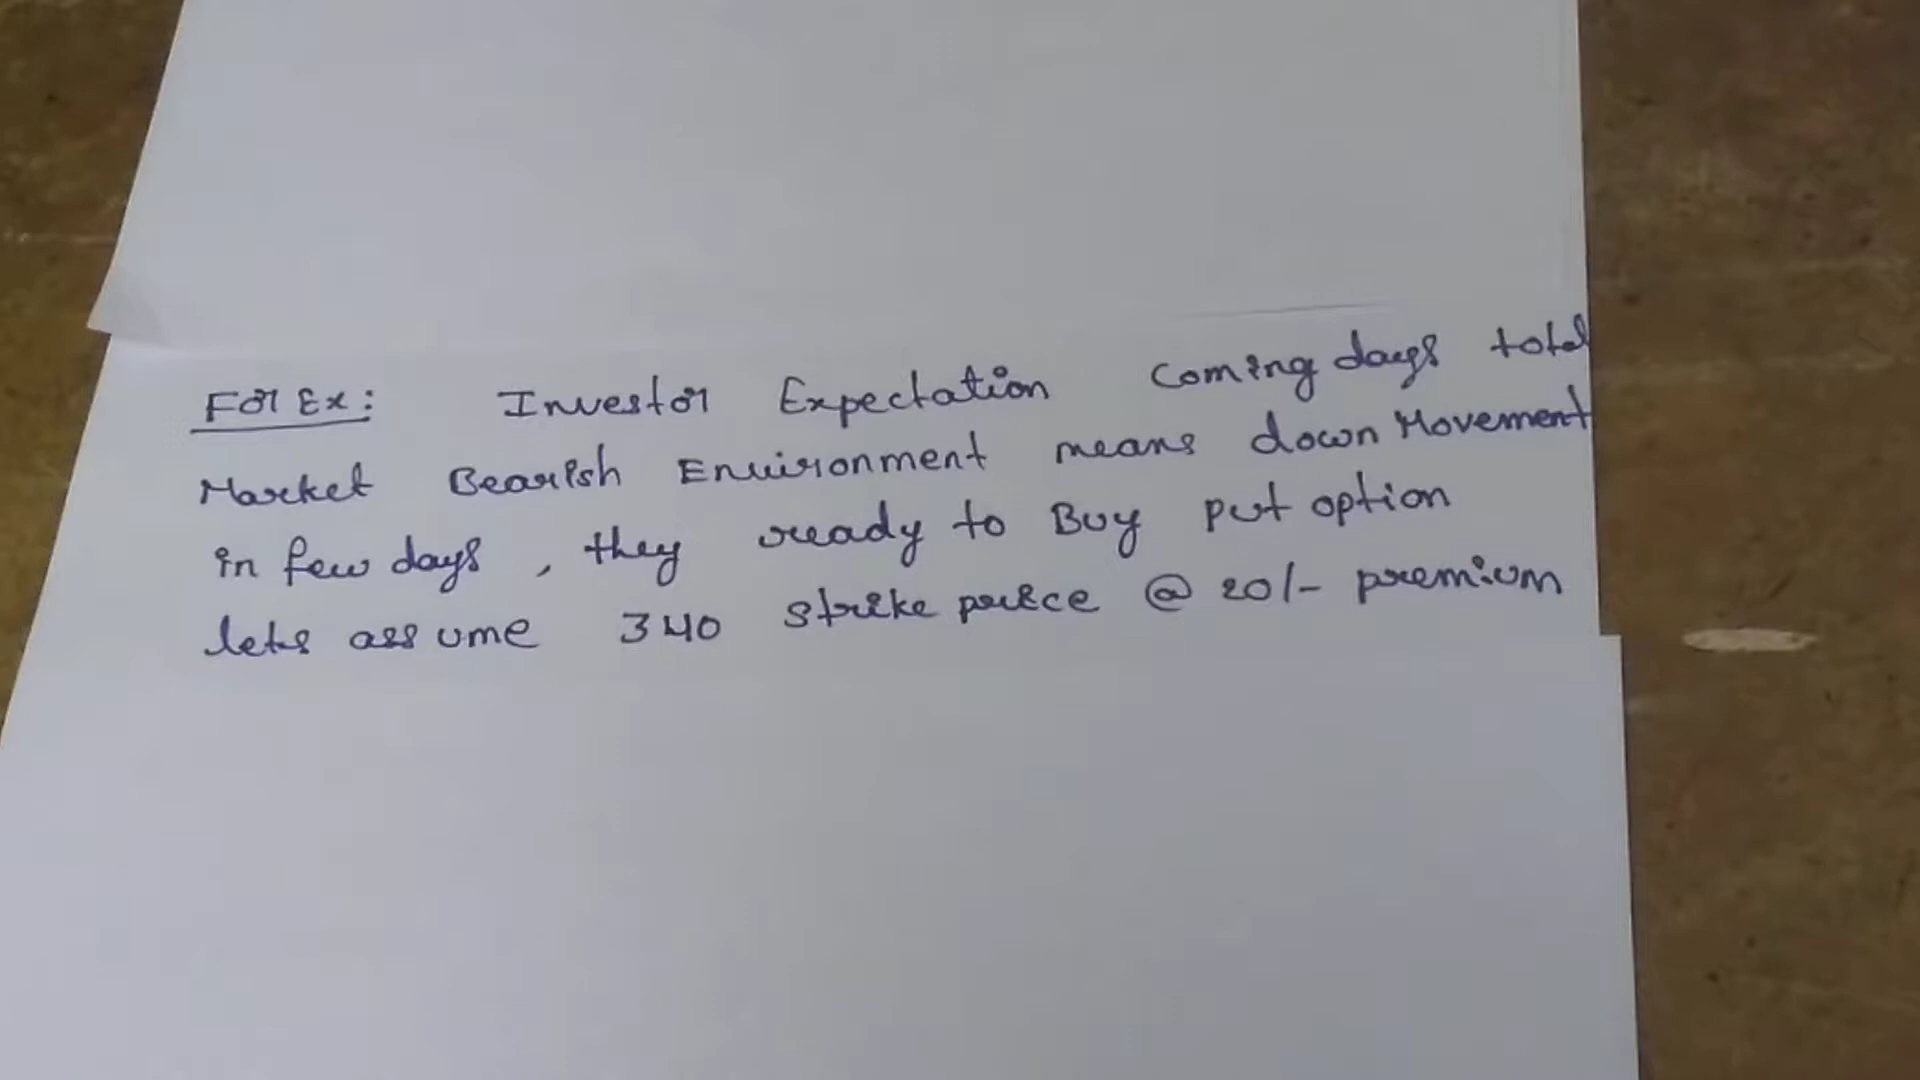 For Ex: Investor Expectation Coming days total
Market Bearish Environment means down Movement
in few days, they ready to Buy put option
lets assume 340 strike price @ 20/- premium